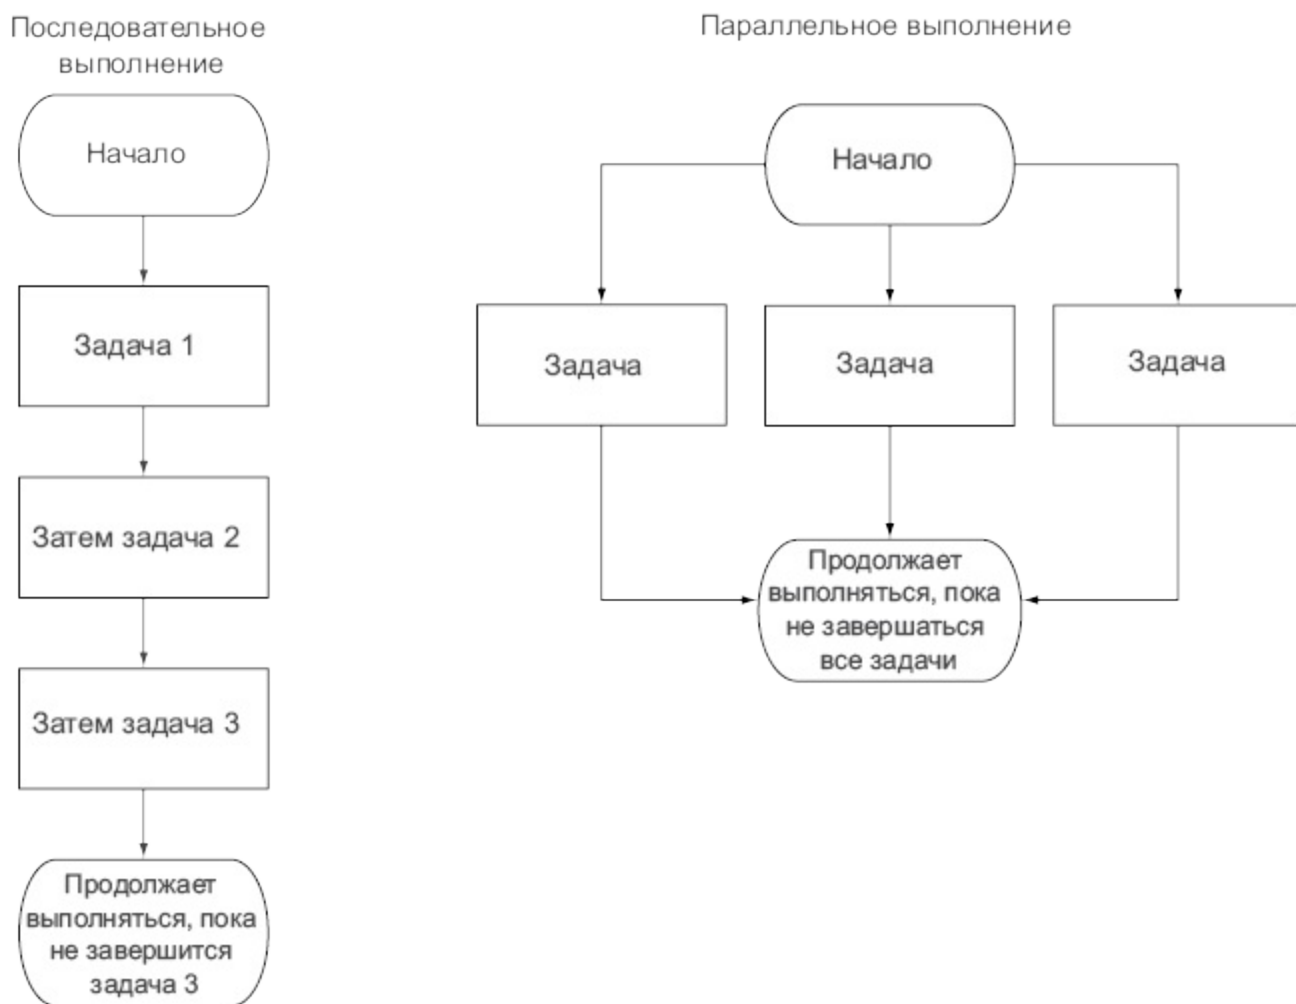 Последовательное
выполнение
Начало
Задача 1
Затем задача 2
Затем задача 3
Продолжает
выполняться, пока
не завершится
задача 3
Параллельное выполнение
Начало
Задача
Задача
Задача
Продолжает
выполняться, пока
не завершаться
все задачи